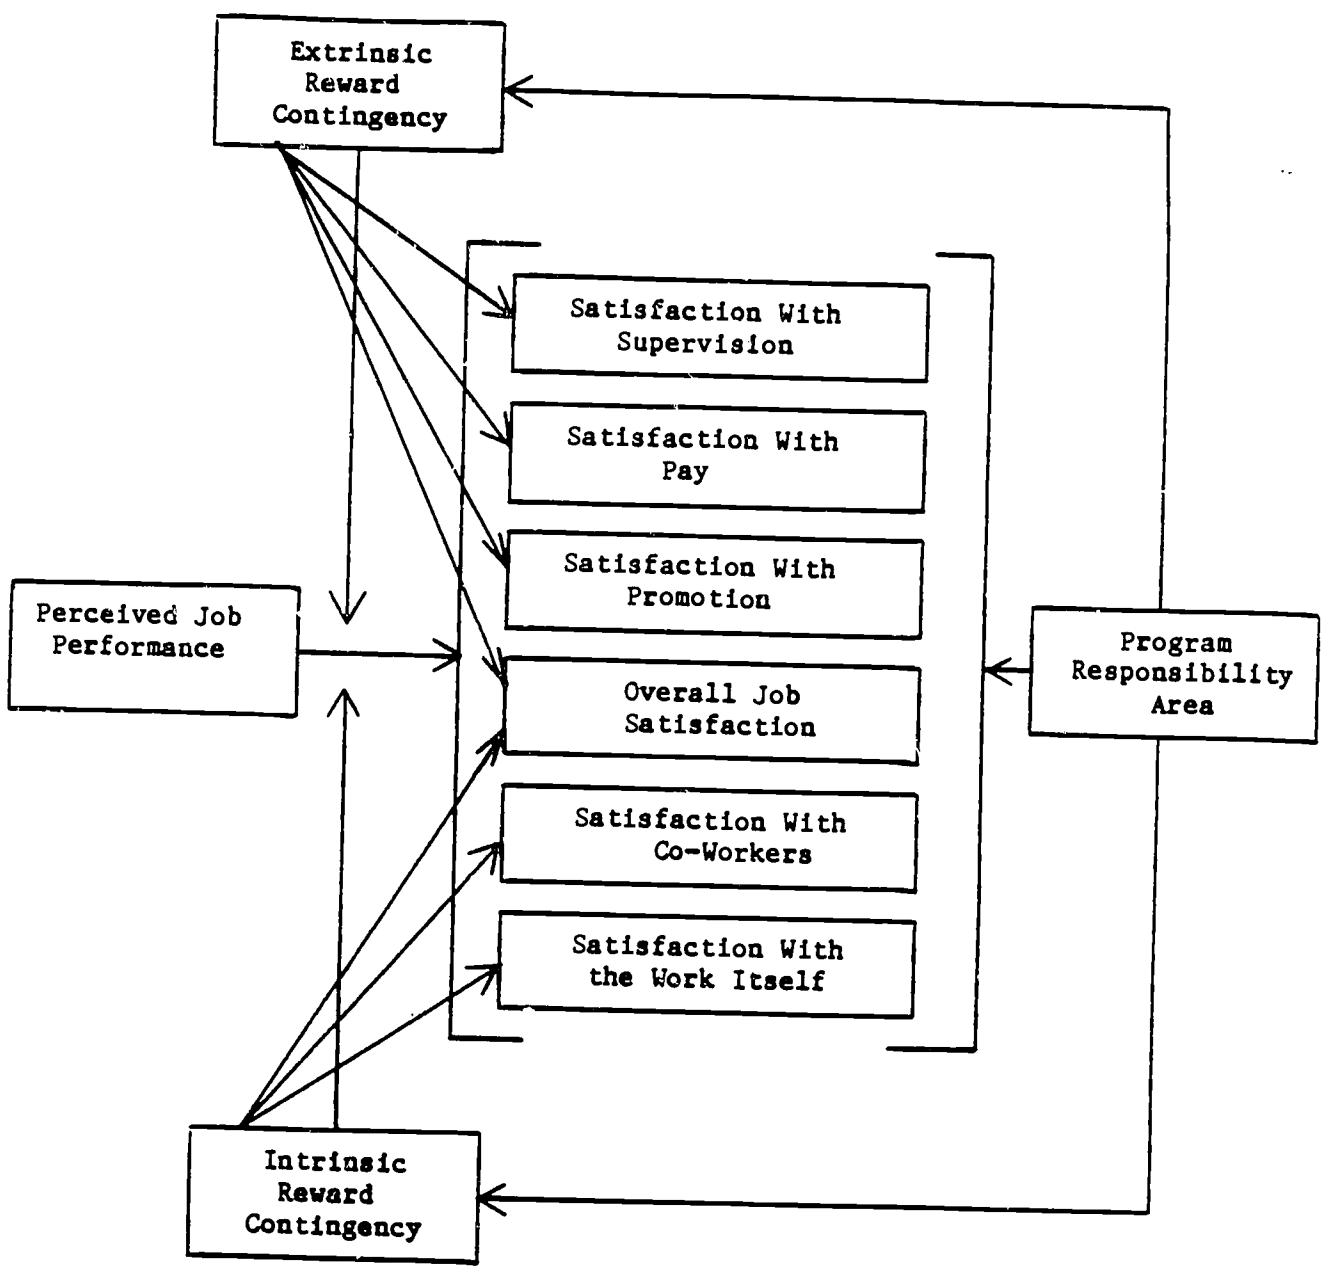 Extrinsic
Reward
Contingency
Satisfaction With
Supervision
Satisfaction With
Pay
Satisfaction With
Promotion
Perceived Job
Performance
Overall Job
Satisfaction
Program
Responsibility
Area
Satisfaction With
Co-Workers
Satisfaction With
the Work Itself
Intrinsic
Reward
Contingency